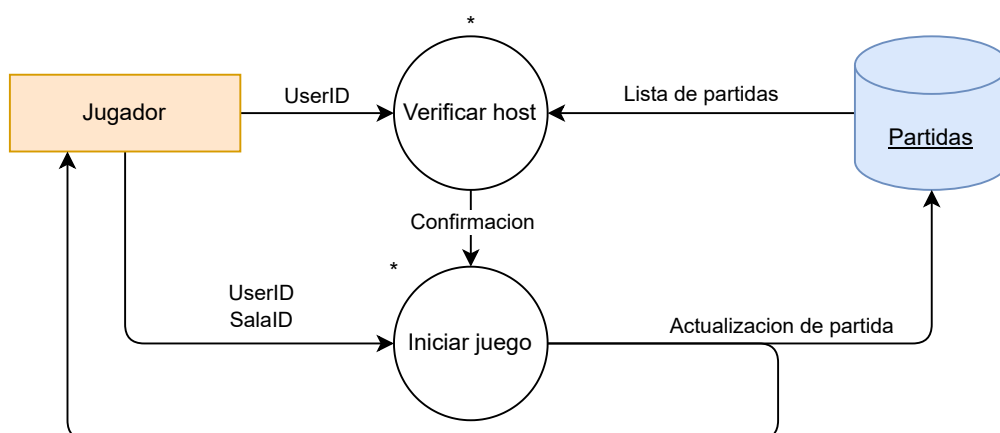 *
Jugador
UserID
Verificar host
Lista de partidas
Partidas
Confirmacion
*
UserID
SalaID
Iniciar juego
Actualizacion de partida